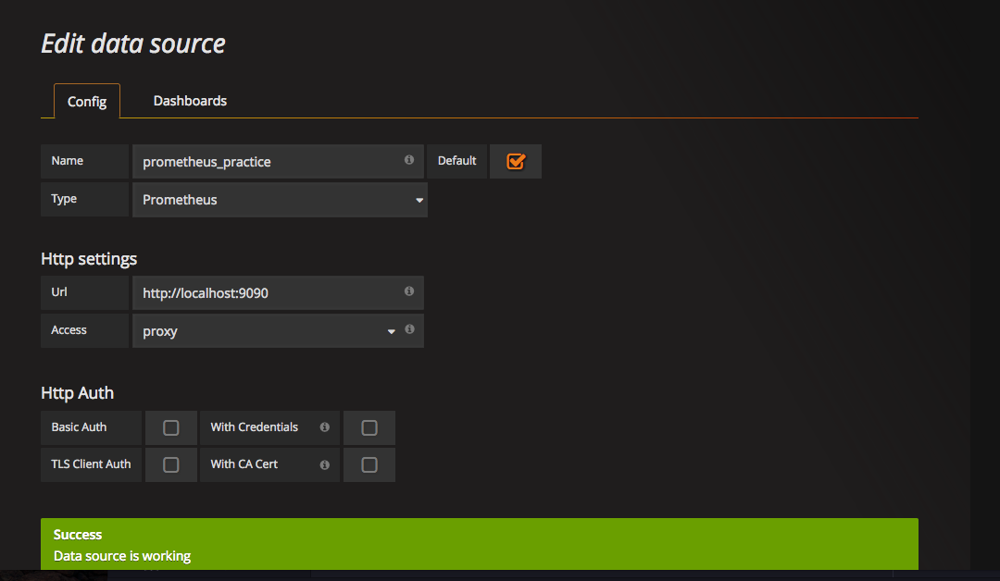 Edit data source
Config Dashboards
Name prometheus_practice Default
Type Prometheus
Http settings
Url http://localhost:9090
Access proxy
Http Auth
Basic Auth With Credentials
TLS Client Auth With CA Cert
Success
Data source is working